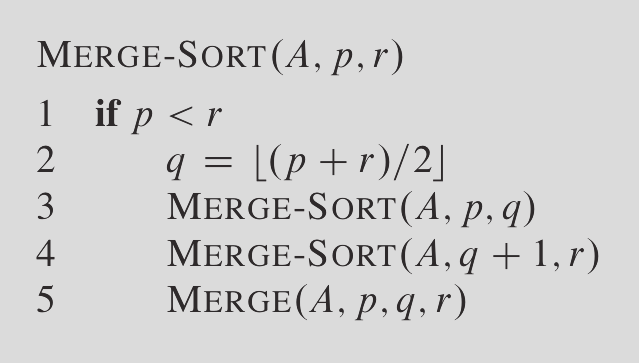 MERGE-SORT(A, p, r)
1 if p < r
2 q = ⌊(p + r)/2⌋
3 MERGE-SORT(A, p, q)
4 MERGE-SORT(A, q + 1, r)
5 MERGE(A, p, q, r)